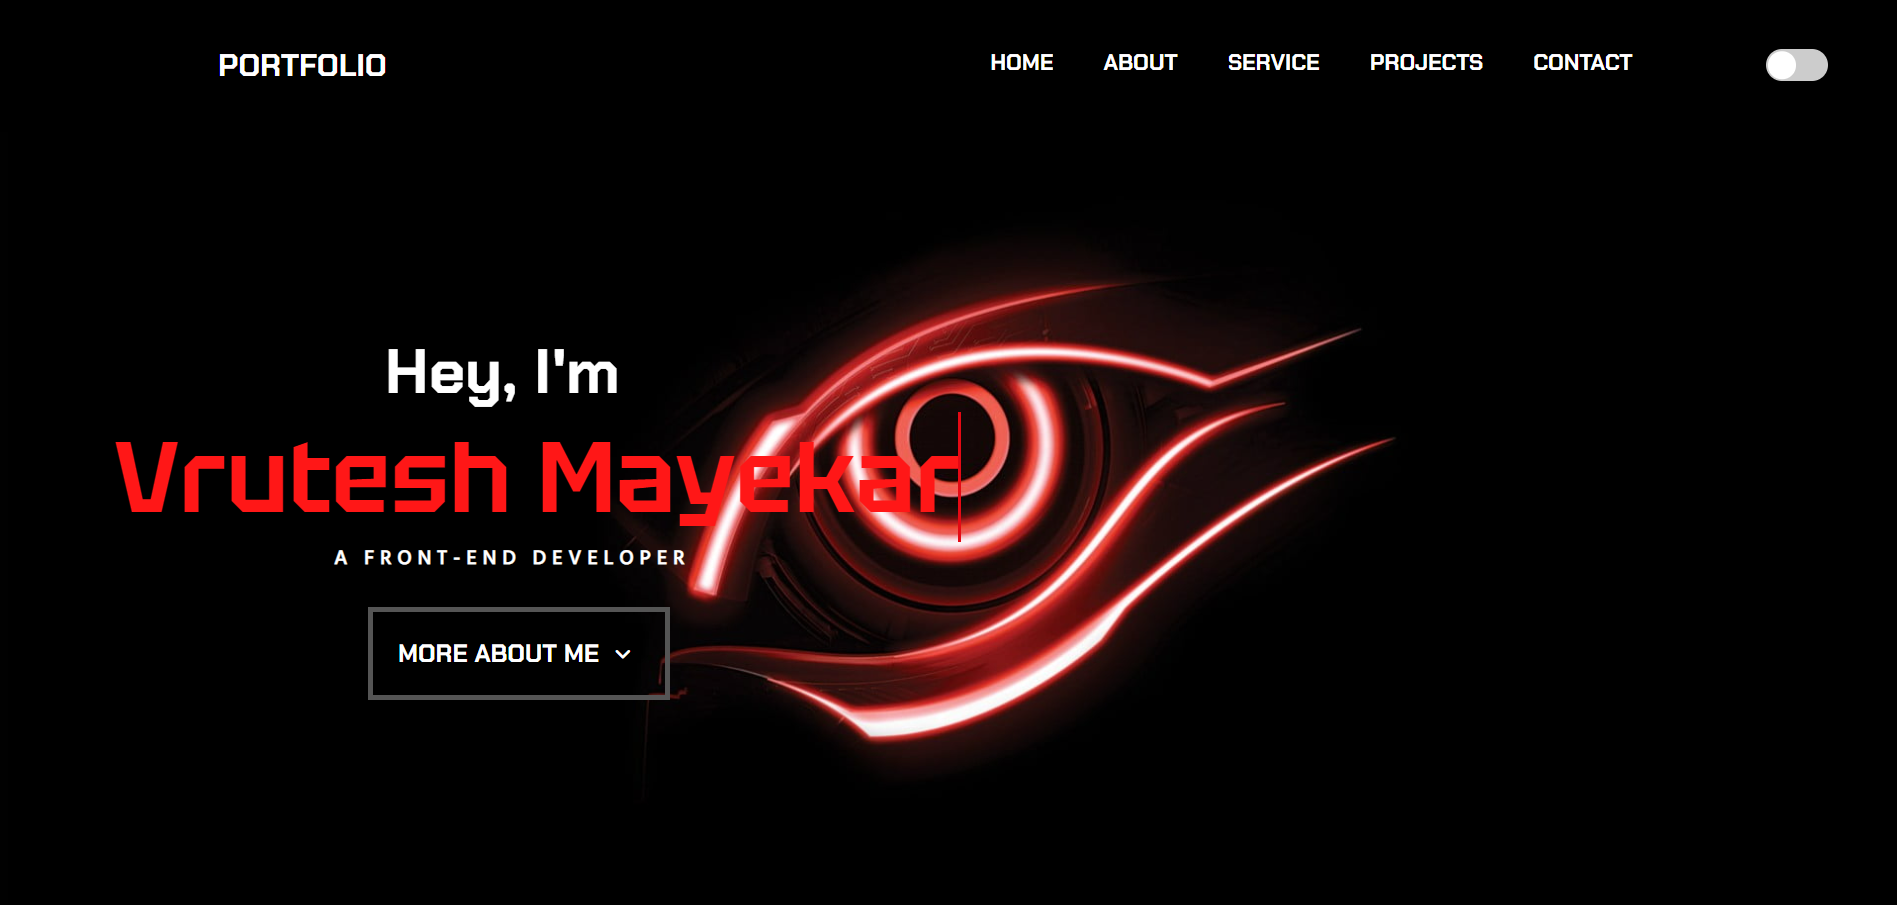 PORTFOLIO
HOME ABOUT SERVICE PROJECTS CONTACT
Hey, I'm
Vrutesh Mayekar
A FRONT-END DEVELOPER
MORE ABOUT ME